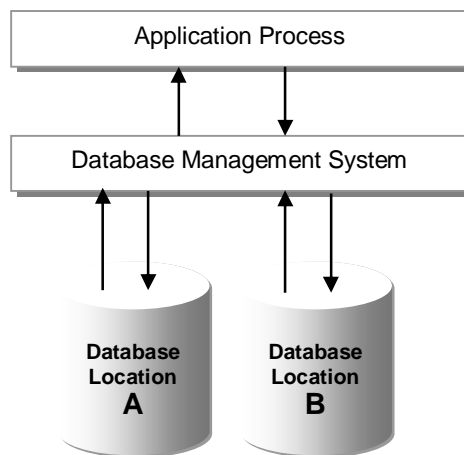 Application Process
Database Management System
Database
Location
A
Database
Location
B